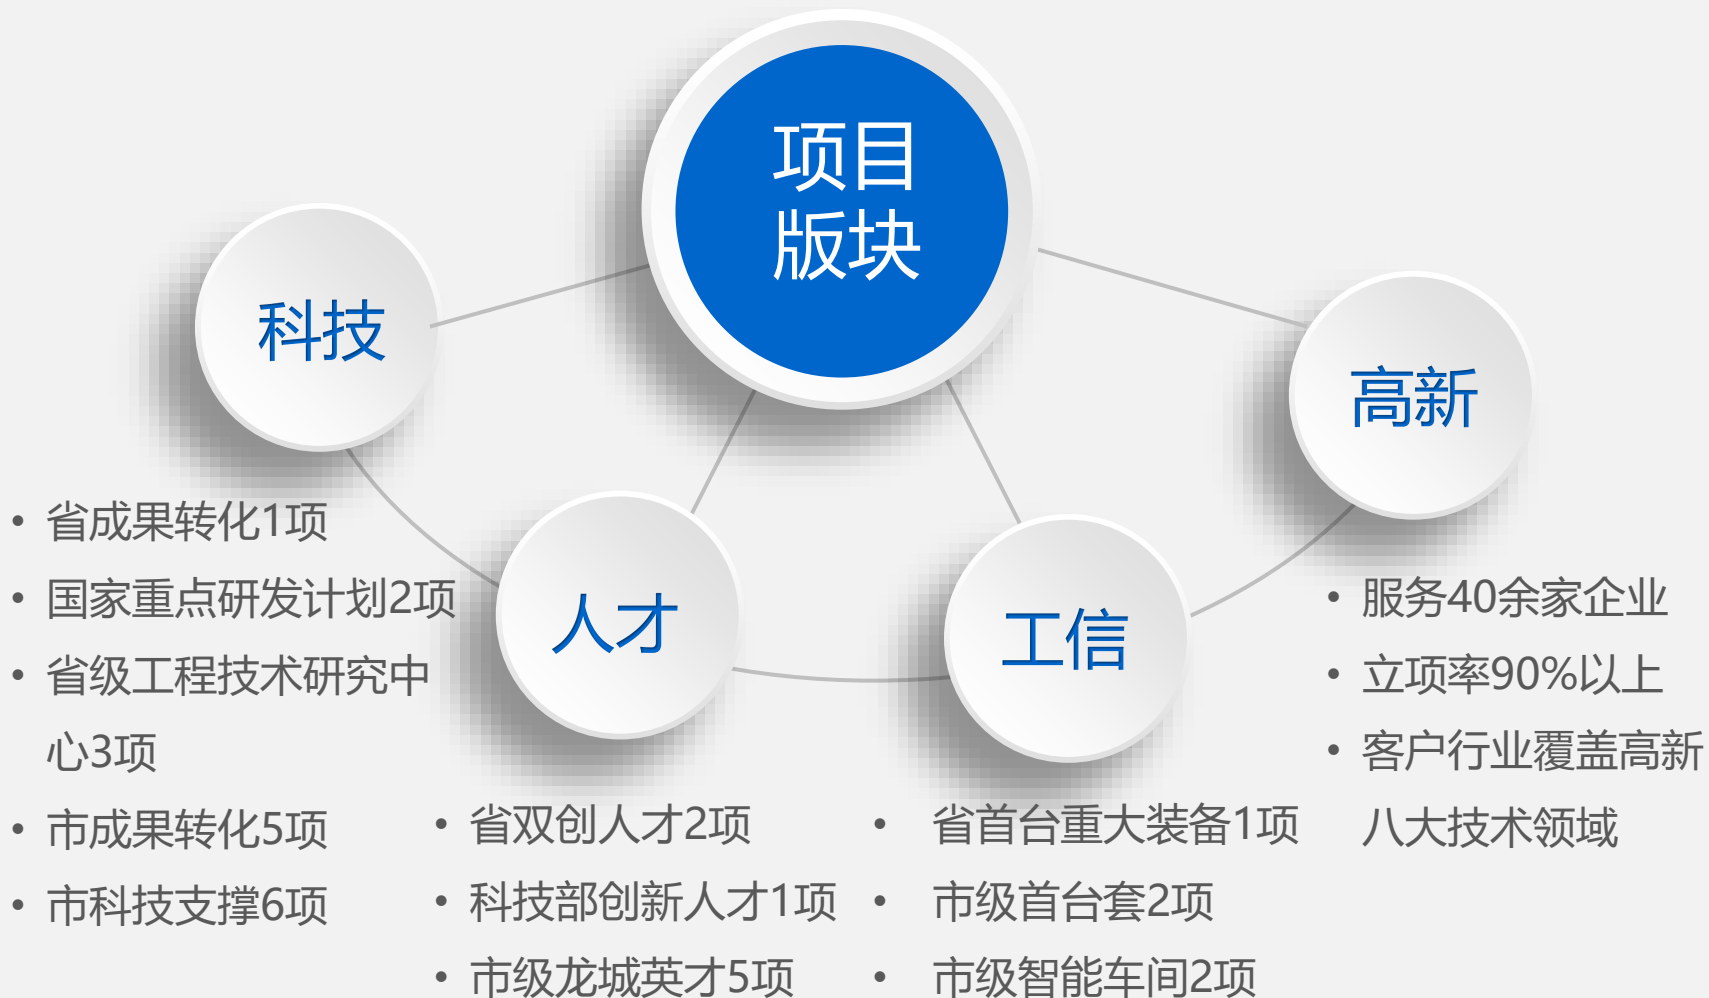 项目
版块
科技
• 省成果转化1项
• 国家重点研发计划2项
• 省级工程技术研究中
心3项
• 市成果转化5项
• 市科技支撑6项
人才
• 省双创人才2项
• 科技部创新人才1项
• 市级龙城英才5项
工信
• 省首台重大装备1项
• 市级首台套2项
• 市级智能车间2项
高新
• 服务40余家企业
• 立项率90%以上
• 客户行业覆盖高新
八大技术领域